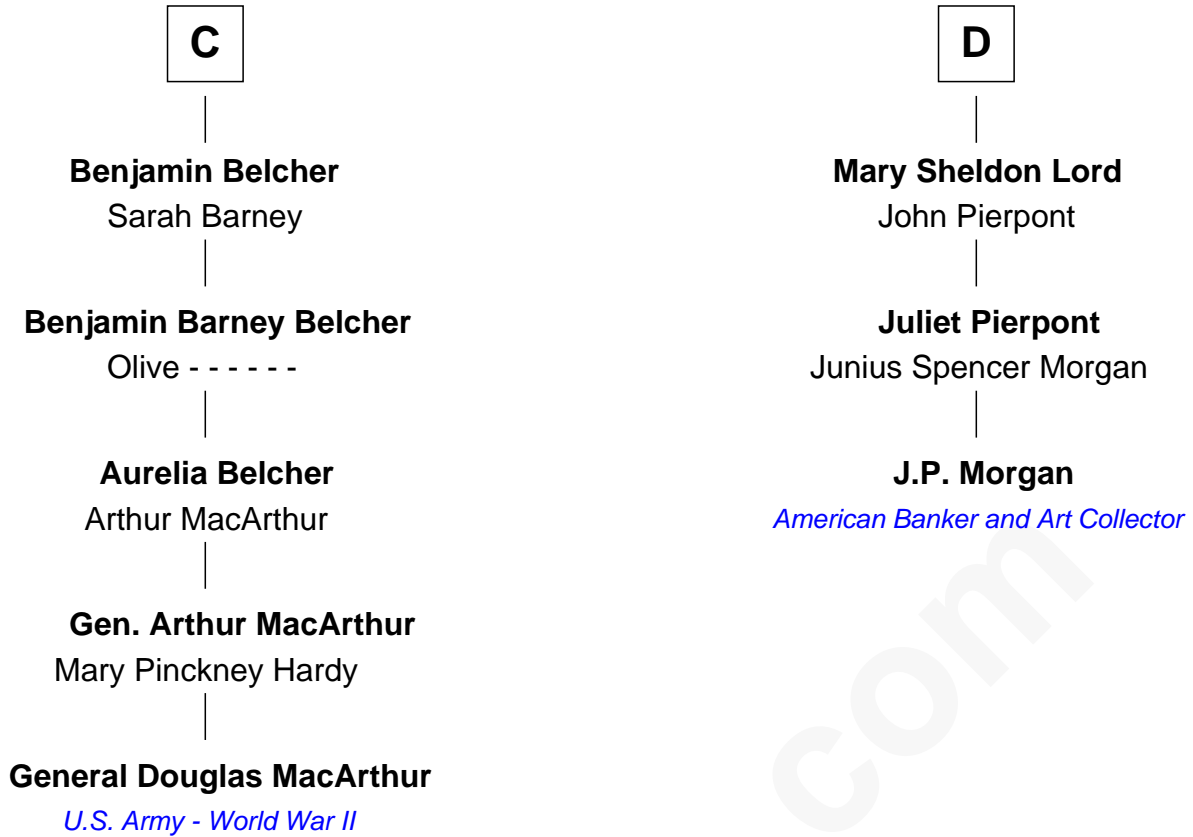 C
Benjamin Belcher
Sarah Barney
Benjamin Barney Belcher
Olive - - - - - -
Aurelia Belcher
Arthur MacArthur
Gen. Arthur MacArthur
Mary Pinckney Hardy
General Douglas MacArthur
U.S. Army - World War II
D
Mary Sheldon Lord
John Pierpont
Juliet Pierpont
Junius Spencer Morgan
J.P. Morgan
American Banker and Art Collector
com